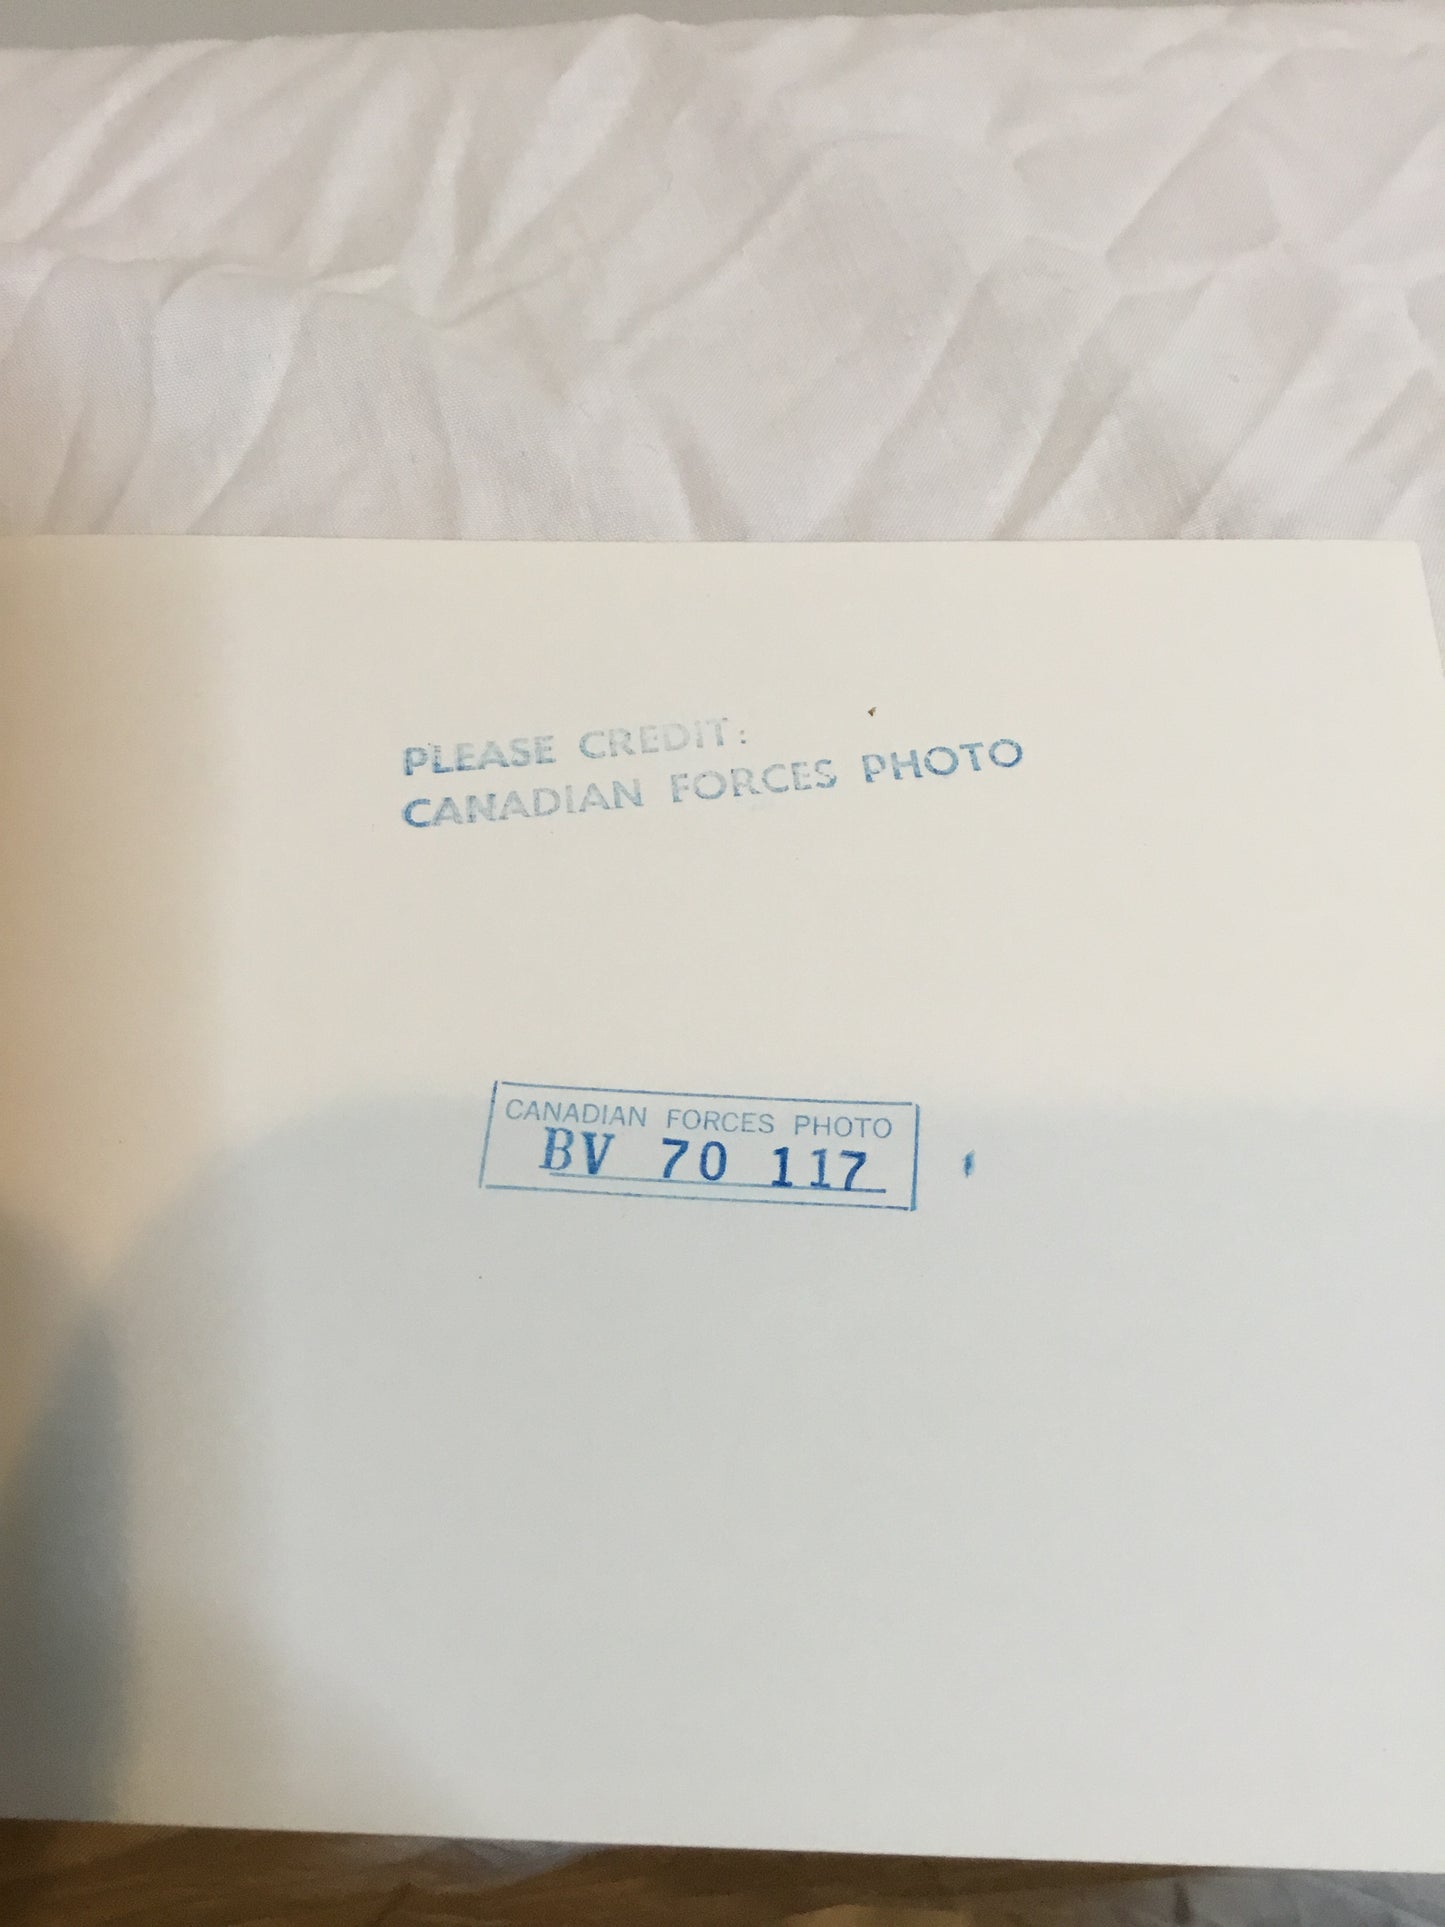 PLEASE CREDIT:
CANADIAN FORCES PHOTO
CANADIAN FORCES PHOTO
BV 70 117